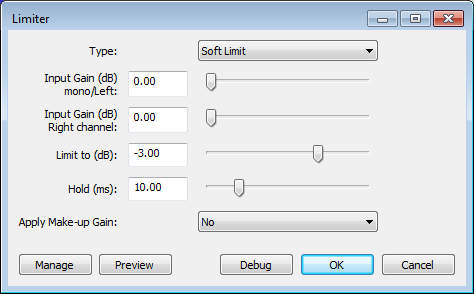 Limiter
Type: Soft Limit
Input Gain (dB)
mono/Left: 0.00
Input Gain (dB)
Right channel: 0.00
Limit to (dB): -3.00
Hold (ms): 10.00
Apply Make-up Gain: No
Manage Preview Debug OK Cancel